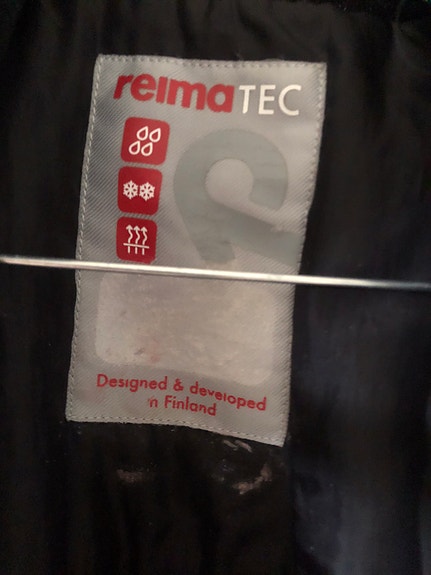 reimaTEC
Designed & developed
in Finland